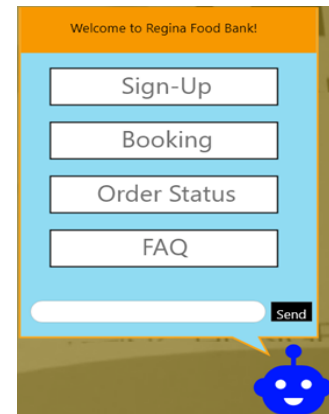 Welcome to Regina Food Bank!
Sign-Up
Booking
Order Status
FAQ
Send